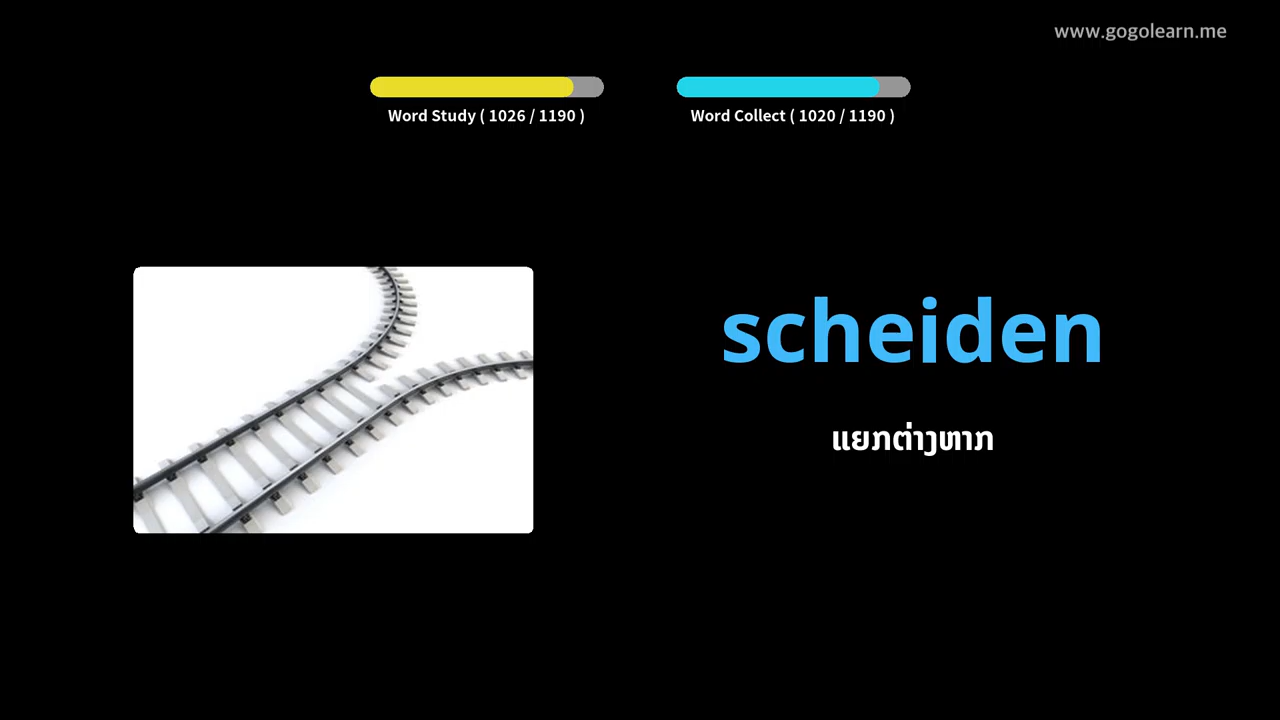 www.gogolearn.me
Word Study ( 1026 / 1190 )
Word Collect ( 1020 / 1190 )
scheiden
ແຍກຕ່າງຫາກ